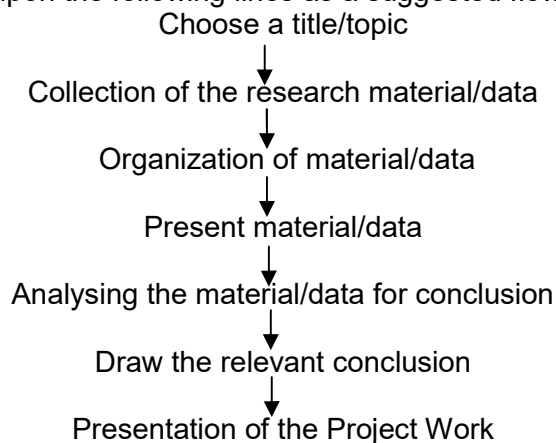 upon the following lines as a suggested flow
Choose a title/topic
Collection of the research material/data
Organization of material/data
Present material/data
Analysing the material/data for conclusion
Draw the relevant conclusion
Presentation of the Project Work